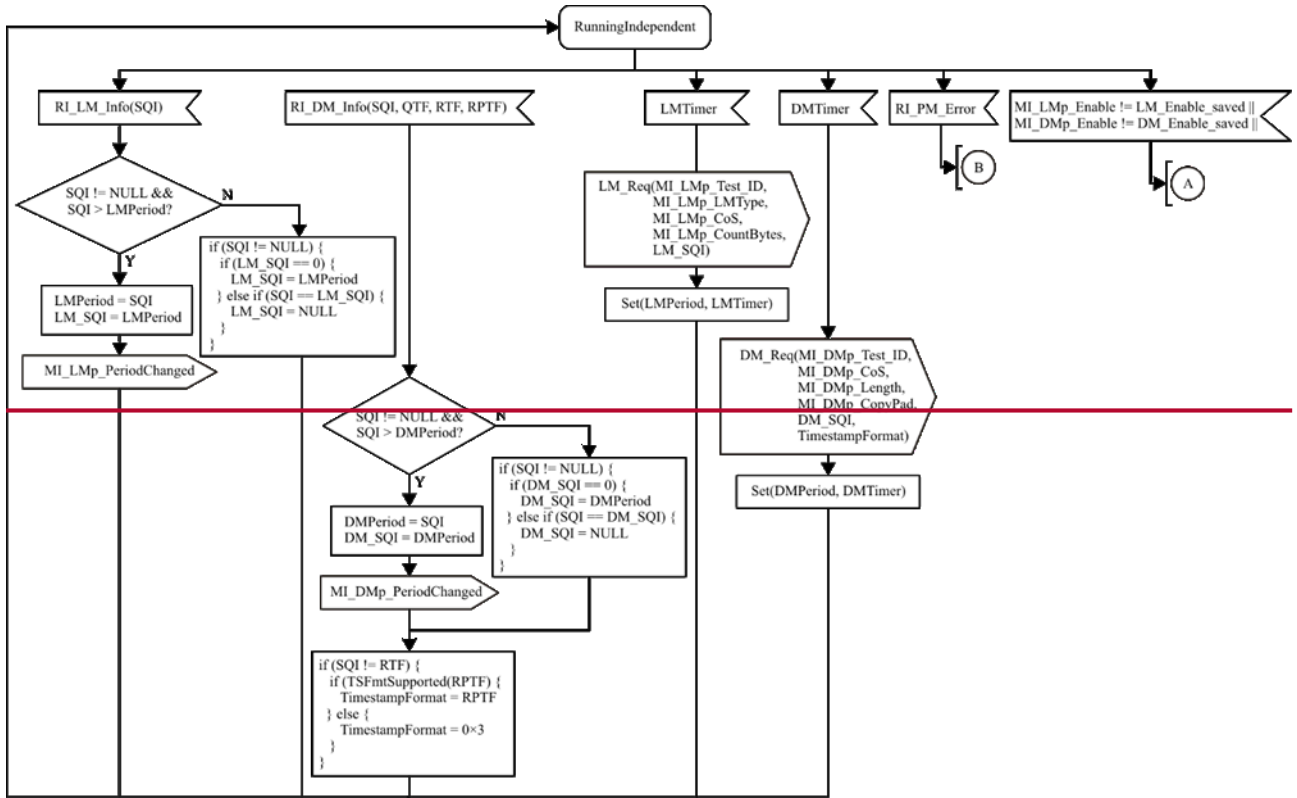 RunningIndependent
RI_LM_Info(SQI)
RI_DM_Info(SQI, QTF, RTF, RPTF)
LMTimer
DMTimer
RI_PM_Error
MI_LMp_Enable != LM_Enable_saved ||
MI_DMp_Enable != DM_Enable_saved ||
B
A
SQI != NULL &&
SQI > LMPeriod?
N
Y
LMPeriod = SQI
LM_SQI = LMPeriod
MI_LMp_PeriodChanged
if (SQI != NULL) {
if (LM_SQI == 0) {
LM_SQI = LMPeriod
} else if (SQI == LM_SQI) {
LM_SQI = NULL
}
}
LM_Req(MI_LMp_Test_ID,
MI_LMp_LMType,
MI_LMp_CoS,
MI_LMp_CountBytes,
LM_SQI)
Set(LMPeriod, LMTimer)
DM_Req(MI_DMp_Test_ID,
MI_DMp_CoS,
MI_DMp_Length,
MI_DMp_CopyPad,
DM_SQI,
TimestampFormat)
Set(DMPeriod, DMTimer)
SQI != NULL &&
SQI > DMPeriod?
N
Y
DMPeriod = SQI
DM_SQI = DMPeriod
MI_DMp_PeriodChanged
if (SQI != NULL) {
if (DM_SQI == 0) {
DM_SQI = DMPeriod
} else if (SQI == DM_SQI) {
DM_SQI = NULL
}
}
if (SQI != RTF) {
if (TSFmtSupported(RPTF) {
TimestampFormat = RPTF
} else {
TimestampFormat = 0×3
}
}